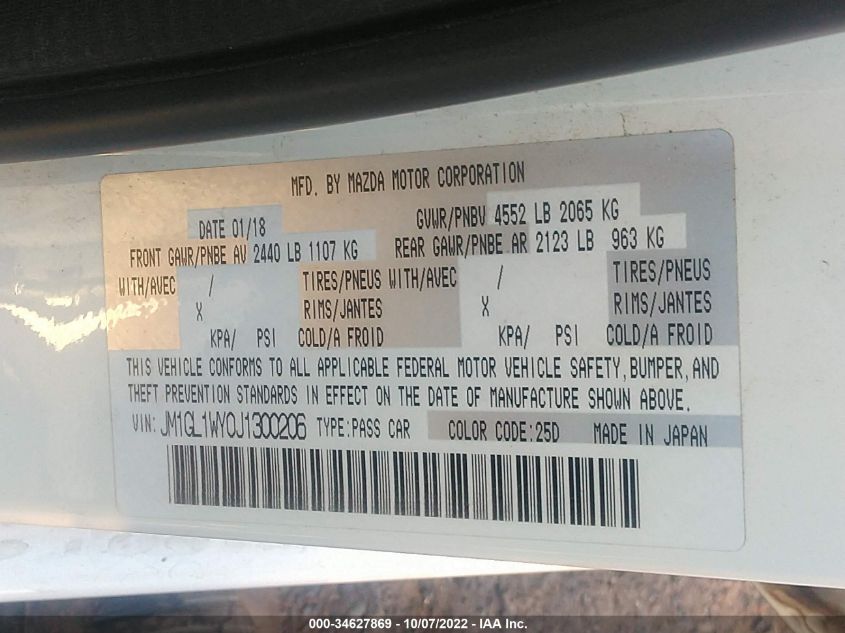 MFD. BY MAZDA MOTOR CORPORATION
DATE 01/18 GVWR/PNBV 4552 LB 2065 KG
FRONT GAWR/PNBE AV 2440 LB 1107 KG REAR GAWR/PNBE AR 2123 LB 963 KG
WITH/AVEC / TIRES/PNEUS WITH/AVEC / TIRES/PNEUS
X RIMS/JANTES X RIMS/JANTES
KPA/ PSI COLD/A FROID KPA/ PSI COLD/A FROID
THIS VEHICLE CONFORMS TO ALL APPLICABLE FEDERAL MOTOR VEHICLE SAFETY, BUMPER, AND
THEFT PREVENTION STANDARDS IN EFFECT ON THE DATE OF MANUFACTURE SHOWN ABOVE.
VIN: JM1GL1WY0J1300206 TYPE:PASS CAR COLOR CODE:25D MADE IN JAPAN
000-34627869 - 10/07/2022 - IAA Inc.